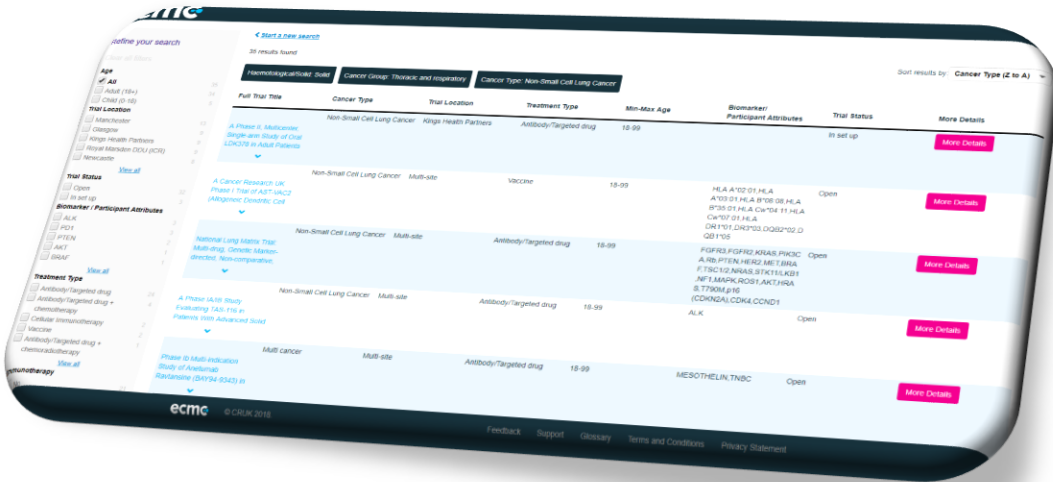 ecmc
Refine your search
Age
All
Adult (18+)
Child (0-18)
Trial Location
Manchester
Glasgow
Kings Health Partners
Royal Marsden DDU (ICR)
Newcastle
View all
Trial Status
Open
In set up
Biomarker / Participant Attributes
ALK
PD1
PTEN
AKT
BRAF
View all
Treatment Type
Antibody/Targeted drug
Antibody/Targeted drug +
chemotherapy
Cellular Immunotherapy
Vaccine
Antibody/Targeted drug +
chemoradiotherapy
View all
Start a new search
35 results found
Sort results by: Cancer Type (Z to A)
Haematological/Solid: Solid Cancer Group: Thoracic and respiratory Cancer Type: Non-Small Cell Lung Cancer
Full Trial Title Cancer Type Trial Location Treatment Type Min-Max Age Biomarker/ Trial Status More Details
Participant Attributes
A Phase II, Multicenter, Non-Small Cell Lung Cancer Kings Health Partners Antibody/Targeted drug 18-99 In set up More Details
Single-arm Study of Oral
LDK378 in Adult Patients
A Cancer Research UK Non-Small Cell Lung Cancer Multi-site Vaccine 18-99 HLA A*02:01,HLA Open More Details
Phase I Trial of AST-VAC2 A*03:01,HLA B*08:08,HLA
(Allogeneic Dendritic Cell B*35:01,HLA Cw*04:11,HLA
Cw*07:01,HLA
DR1*01,DR3*03,DQB2*02,D
QB1*05
National Lung Matrix Trial: Non-Small Cell Lung Cancer Multi-site Antibody/Targeted drug 18-99 FGFR3,FGFR2,KRAS,PIK3C Open More Details
Multi-drug, Genetic Marker- A,Rb,PTEN,HER2,MET,BRA
directed, Non-comparative, F,TSC1/2,NRAS,STK11/LKB1
,NF1,MAPK,ROS1,AKT,HRA
S,T790M,p16
(CDKN2A),CDK4,CCND1
A Phase IA/IB Study Non-Small Cell Lung Cancer Multi-site Antibody/Targeted drug 18-99 ALK Open More Details
Evaluating TAS-116 in
Patients With Advanced Solid
Phase Ib Multi-indication Multi cancer Multi-site Antibody/Targeted drug 18-99 MESOTHELIN,TNBC Open More Details
Study of Anetumab
Ravtansine (BAY94-9343) in
ecmc © CRUK 2018 Feedback Support Glossary Terms and Conditions Privacy Statement